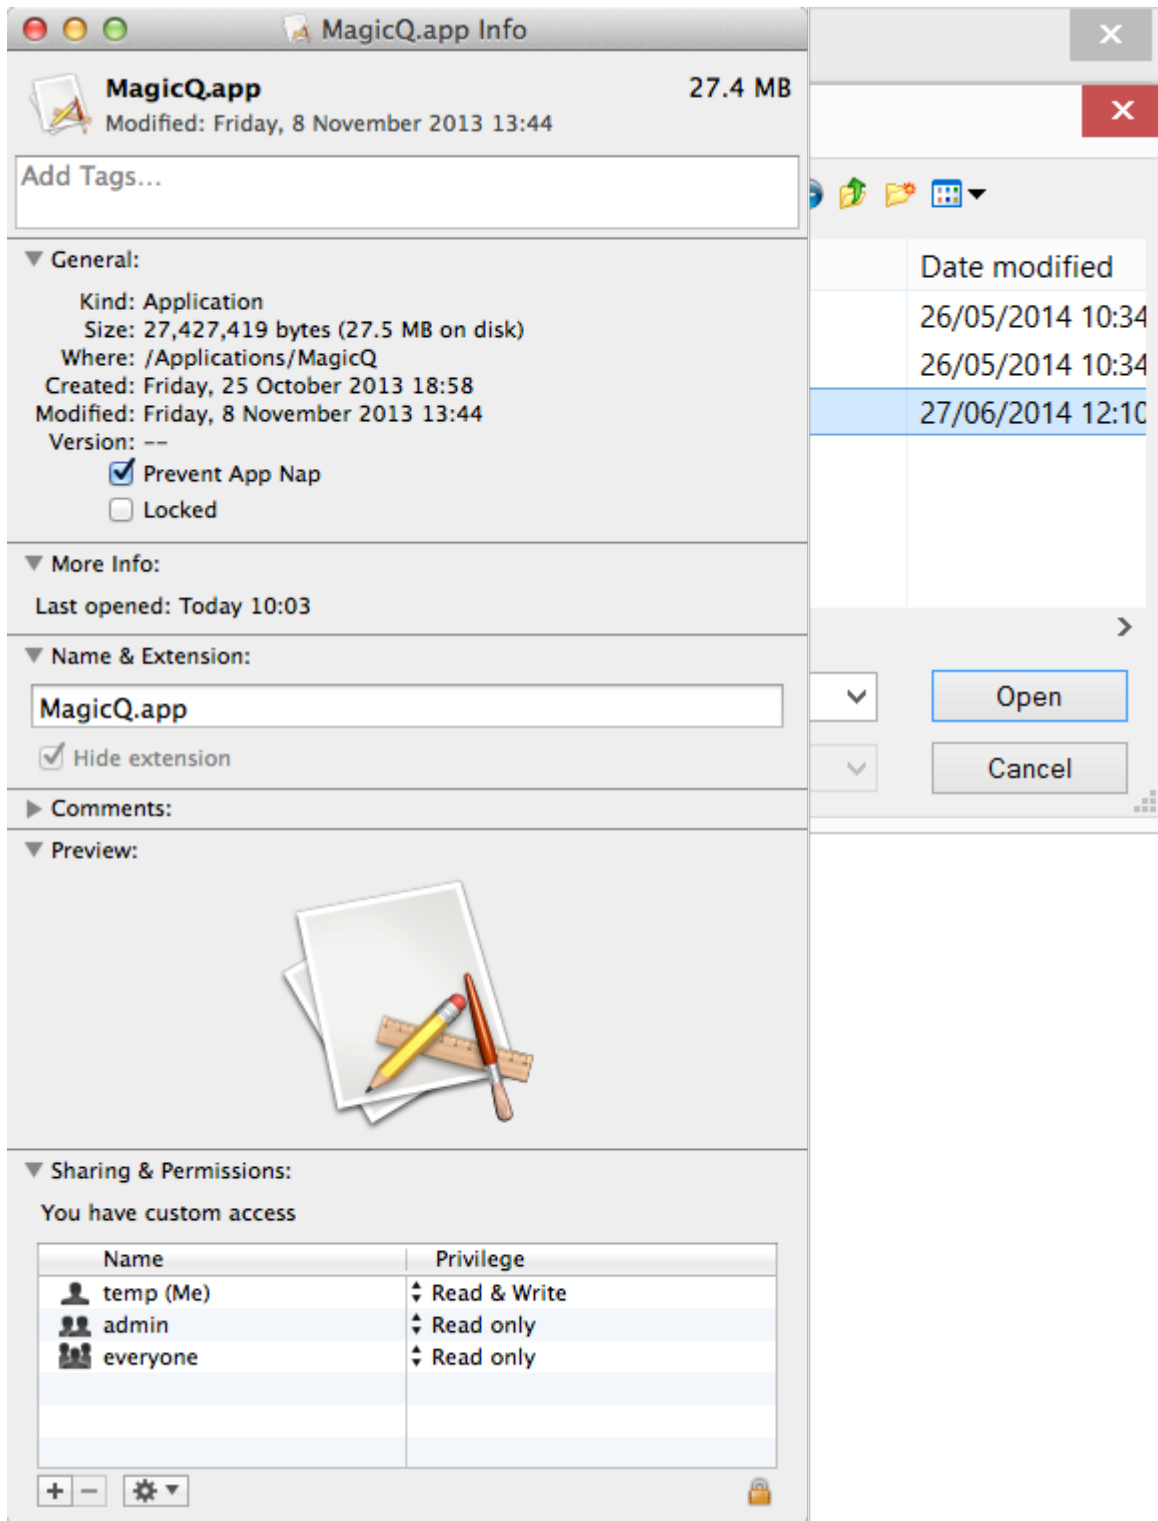 MagicQ.app Info
MagicQ.app 27.4 MB
Modified: Friday, 8 November 2013 13:44
Add Tags...
General:
Kind: Application
Size: 27,427,419 bytes (27.5 MB on disk)
Where: /Applications/MagicQ
Created: Friday, 25 October 2013 18:58
Modified: Friday, 8 November 2013 13:44
Version: --
Prevent App Nap
Locked
More Info:
Last opened: Today 10:03
Name & Extension:
MagicQ.app
Hide extension
Comments:
Preview:
Sharing & Permissions:
You have custom access
Name Privilege
temp (Me) Read & Write
admin Read only
everyone Read only
Date modified
26/05/2014 10:34
26/05/2014 10:34
27/06/2014 12:10
Open
Cancel